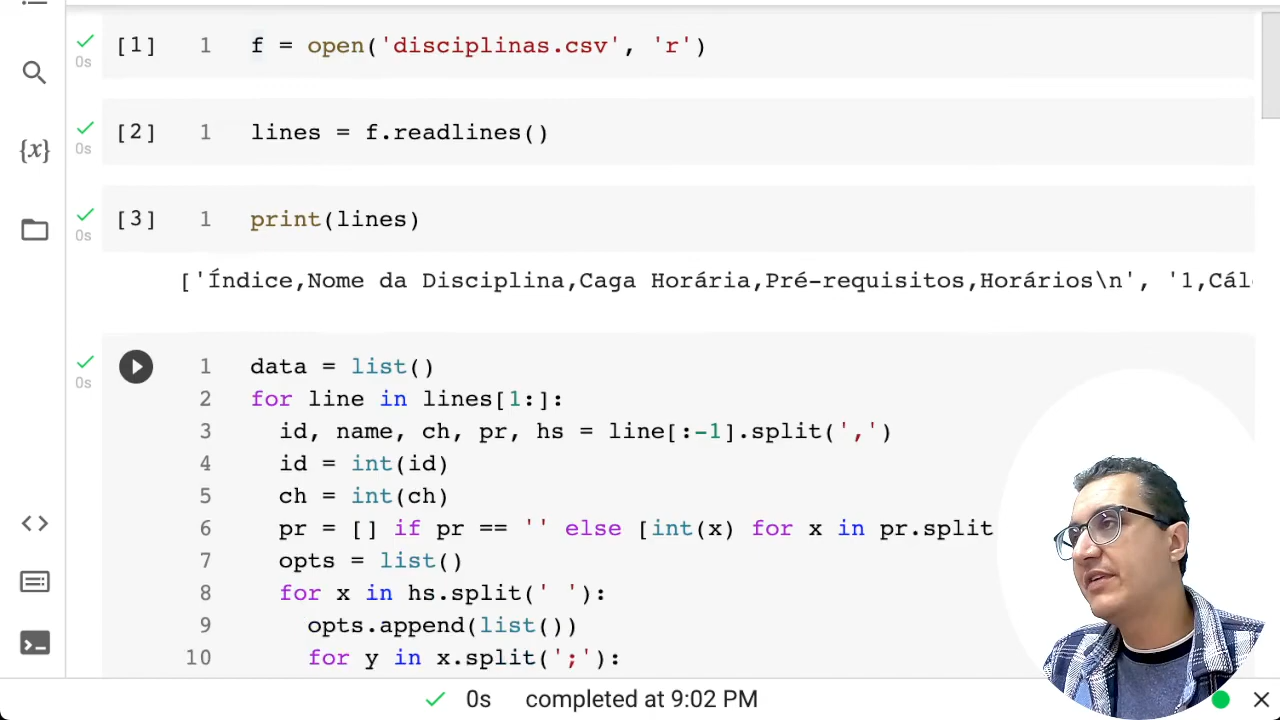 [1] 1 f = open('disciplinas.csv', 'r')
0s
[2] 1 lines = f.readlines()
0s
{x}
[3] 1 print(lines)
0s
['Índice,Nome da Disciplina,Caga Horária,Pré-requisitos,Horários\n', '1,Cál
1 data = list()
0s
2 for line in lines[1:]:
3 id, name, ch, pr, hs = line[:-1].split(',')
4 id = int(id)
5 ch = int(ch)
6 pr = [] if pr == '' else [int(x) for x in pr.split
7 opts = list()
8 for x in hs.split(' '):
9 opts.append(list())
10 for y in x.split(';'):
0s completed at 9:02 PM